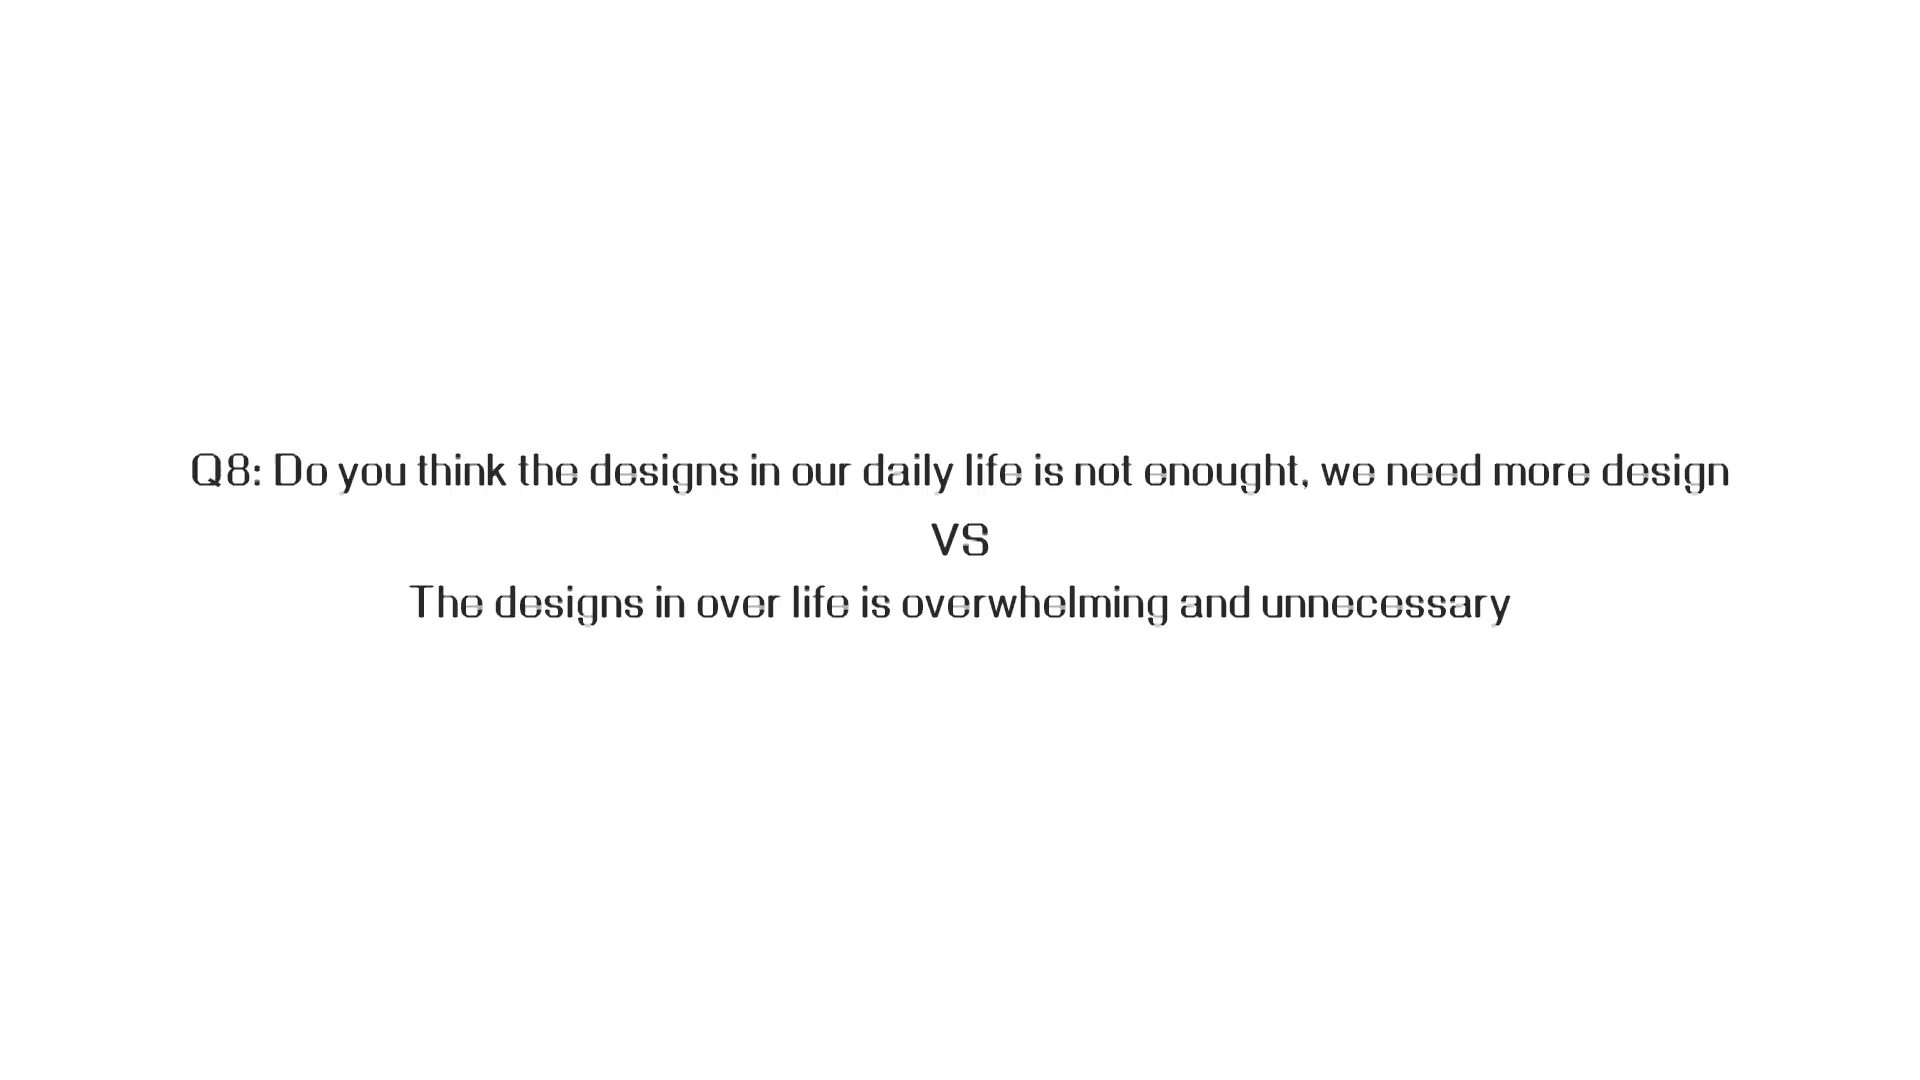 Q8: Do you think the designs in our daily life is not enought, we need more design
VS
The designs in over life is overwhelming and unnecessary